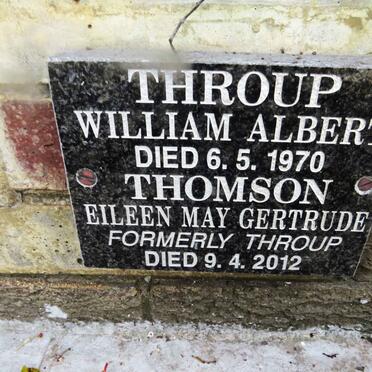 THROUP
WILLIAM ALBERT
DIED 6. 5. 1970
THOMSON
EILEEN MAY GERTRUDE
FORMERLY THROUP
DIED 9. 4. 2012